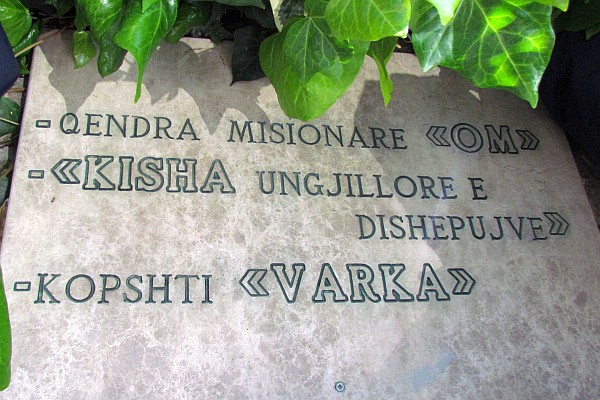 -QENDRA MISIONARE «OM»
-«KISHA UNGJILLORE E
DISHEPUJVE»
-KOPSHTI «VARKA»